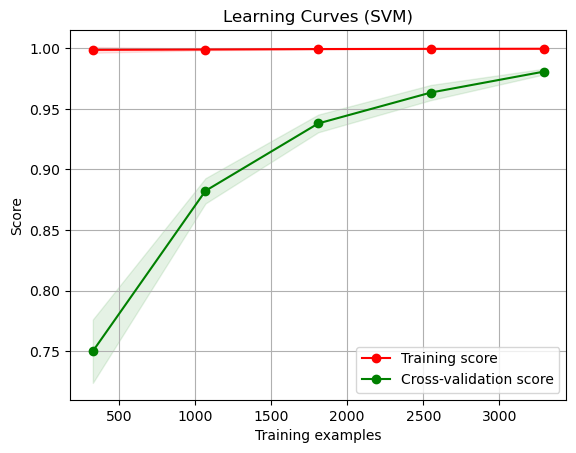 Learning Curves (SVM)
1.00
0.95
0.90
0.85
0.80
0.75
Score
Training score
Cross-validation score
500 1000 1500 2000 2500 3000
Training examples